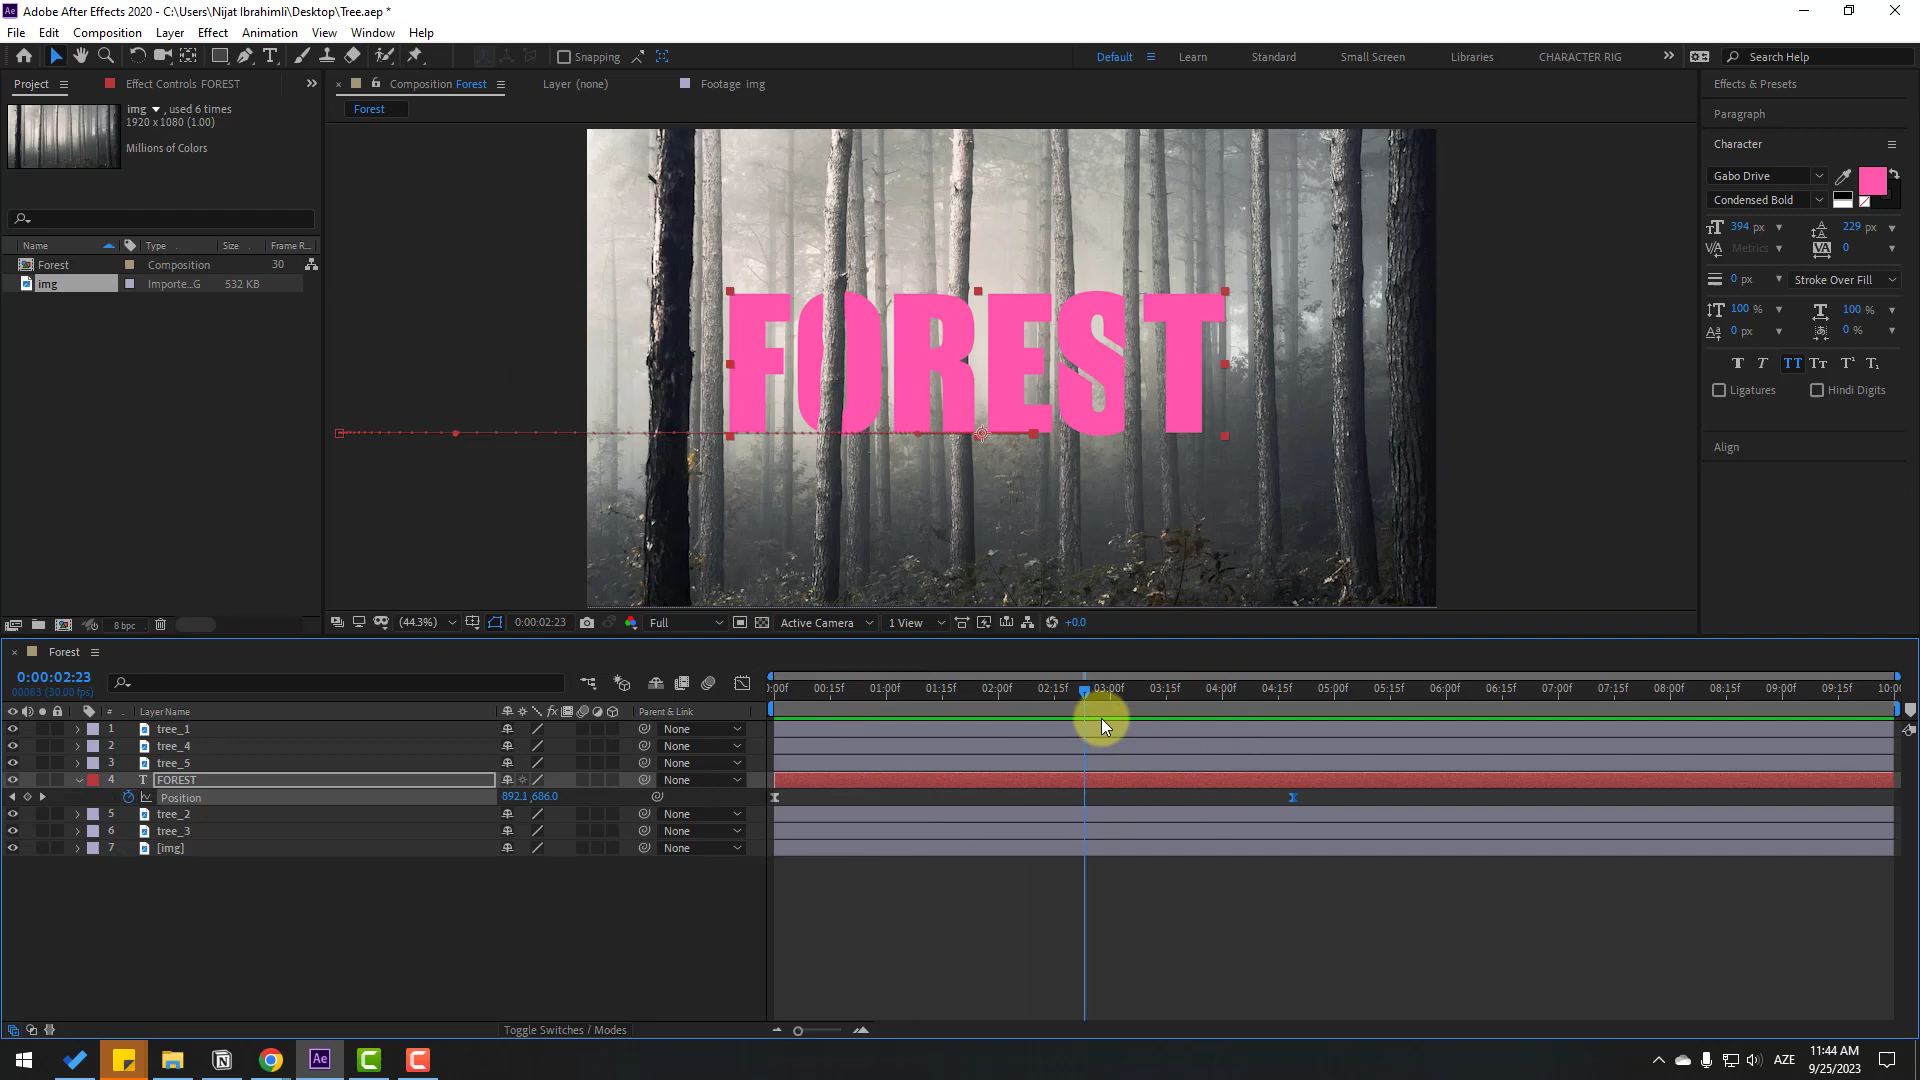 Adobe After Effects 2020 - C:\Users\Nijat Ibrahimli\Desktop\Tree.aep *
File Edit Composition Layer Effect Animation View Window Help
Snapping Default Learn Standard Small Screen Libraries CHARACTER RIG Search Help
Project Effect Controls FOREST
Composition Forest Layer (none) Footage img
Effects & Presets
img , used 6 times
1920 x 1080 (1.00)
Forest
Paragraph
Millions of Colors
Character
Gabo Drive
Condensed Bold
394 px 229 px
Metrics 0
0 px Stroke Over Fill
100 % 100 %
0 px 0 %
T T TT Tт T¹ T₁
Ligatures Hindi Digits
Align
Name Type Size Frame R...
Forest Composition 30
img Importe...G 532 KB
FOREST
8 bpc
(44.3%) 0:00:02:23 Full Active Camera 1 View +0.0
Forest
0:00:02:23
00083 (30.00 fps)
:00f 00:15f 01:00f 01:15f 02:00f 02:15f 03:00f 03:15f 04:00f 04:15f 05:00f 05:15f 06:00f 06:15f 07:00f 07:15f 08:00f 08:15f 09:00f 09:15f 10:00
# Layer Name fx Parent & Link
1 tree_1 None
2 tree_4 None
3 tree_5 None
4 T FOREST None
Position 892.1,686.0
5 tree_2 None
6 tree_3 None
7 [img] None
Toggle Switches / Modes
Ae AZE 11:44 AM
9/25/2023